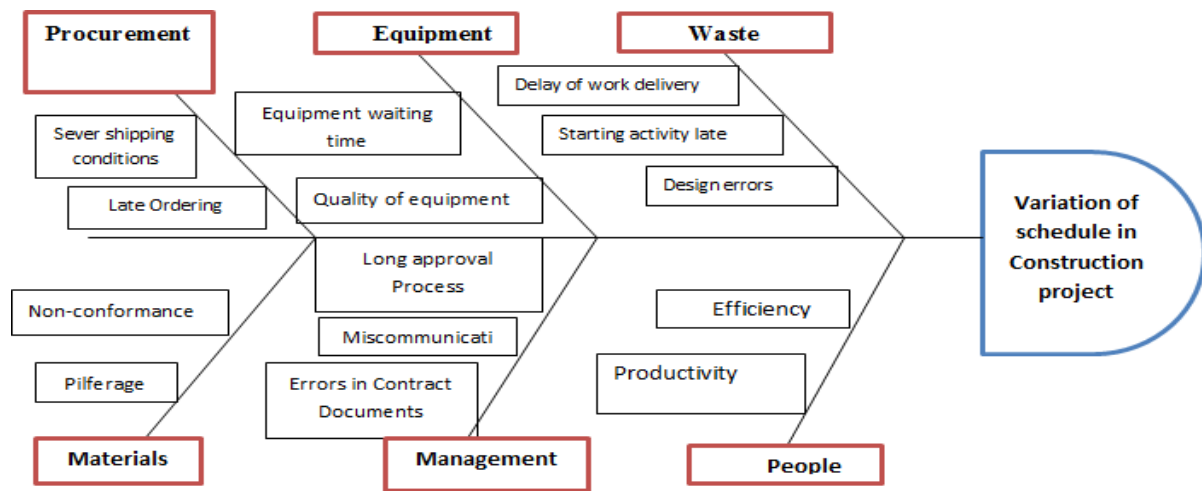 Procurement
Equipment
Waste
Sever shipping
conditions
Late Ordering
Equipment waiting
time
Quality of equipment
Delay of work delivery
Starting activity late
Design errors
Variation of
schedule in
Construction
project
Non-conformance
Pilferage
Long approval
Process
Miscommunicati
Errors in Contract
Documents
Efficiency
Productivity
Materials
Management
People